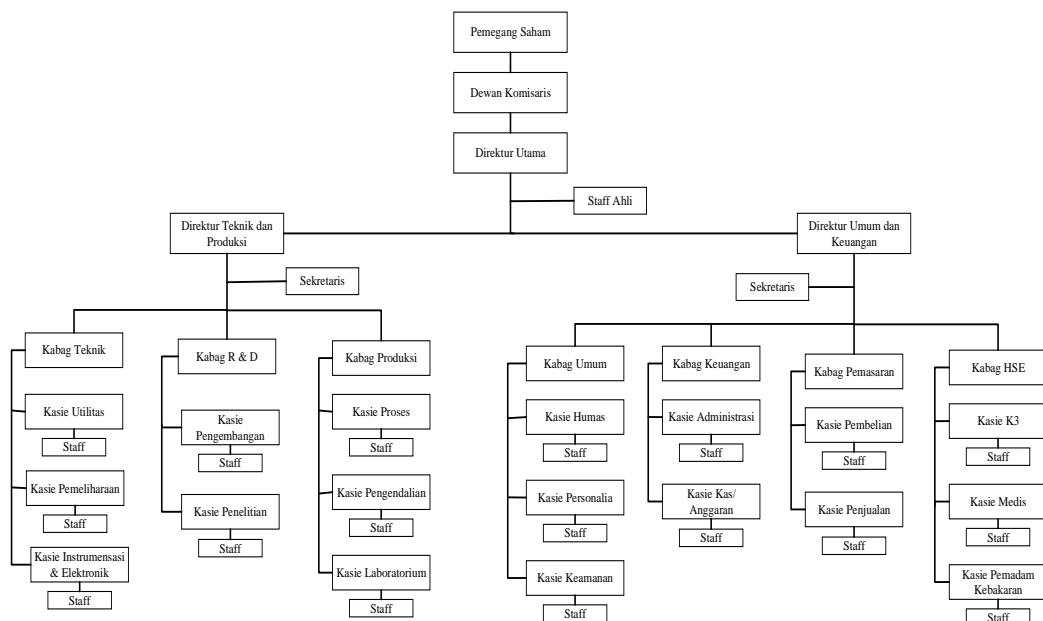 Pemegang Saham
Dewan Komisaris
Direktur Utama
Staff Ahli
Direktur Teknik dan
Produksi
Direktur Umum dan
Keuangan
Sekretaris
Sekretaris
Kabag Teknik
Kasie Utilitas
Staff
Kasie Pemeliharaan
Staff
Kasie Instrumensasi
& Elektronik
Staff
Kabag R & D
Kasie
Pengembangan
Staff
Kasie Penelitian
Staff
Kabag Produksi
Kasie Proses
Staff
Kasie Pengendalian
Staff
Kasie Laboratorium
Staff
Kabag Umum
Kasie Humas
Staff
Kasie Personalia
Staff
Kasie Keamanan
Staff
Kabag Keuangan
Kasie Administrasi
Staff
Kasie Kas/
Anggaran
Staff
Kabag Pemasaran
Kasie Pembelian
Staff
Kasie Penjualan
Staff
Kabag HSE
Kasie K3
Staff
Kasie Medis
Staff
Kasie Pemadam
Kebakaran
Staff